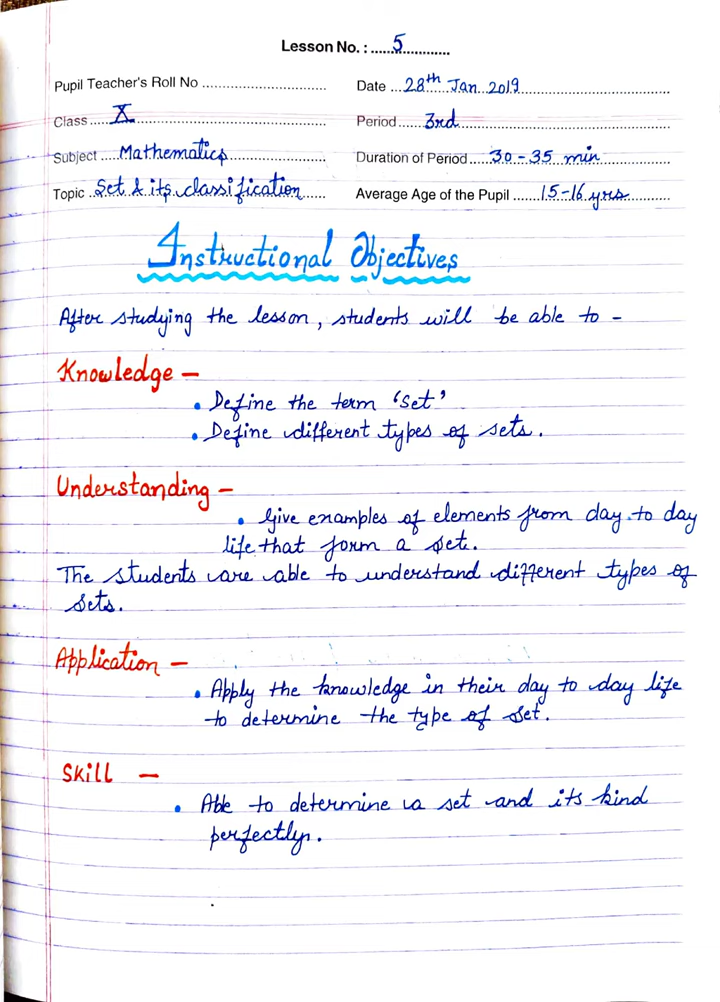 Lesson No. : ......5.............
Pupil Teacher's Roll No ................................
Date ...28th Jan 2019...
Class ......X......
Period ......3rd......
Subject ....Mathematics......
Duration of Period .....30-35 min.....
Topic ..Set & its classification......
Average Age of the Pupil .......15-16 yrs..........
Instructional Objectives
After studying the lesson, students will be able to -
Knowledge -
• Define the term 'Set'
• Define different types of sets.
Understanding -
• Give examples of elements from day to day
life that form a set.
The students are able to understand different types of
Sets.
Application -
• Apply the knowledge in their day to day life
to determine the type of set.
Skill -
• Able to determine a set and its kind
perfectly.